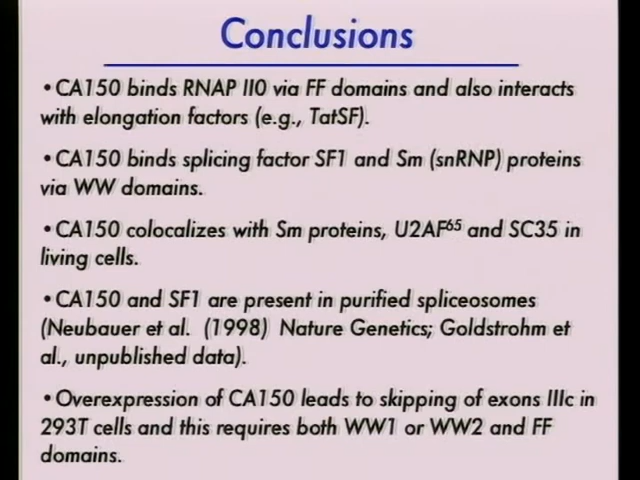 Conclusions
•CA150 binds RNAP II0 via FF domains and also interacts
with elongation factors (e.g., TatSF).
•CA150 binds splicing factor SF1 and Sm (snRNP) proteins
via WW domains.
•CA150 colocalizes with Sm proteins, U2AF⁶⁵ and SC35 in
living cells.
•CA150 and SF1 are present in purified spliceosomes
(Neubauer et al. (1998) Nature Genetics; Goldstrohm et
al., unpublished data).
•Overexpression of CA150 leads to skipping of exons IIIc in
293T cells and this requires both WW1 or WW2 and FF
domains.